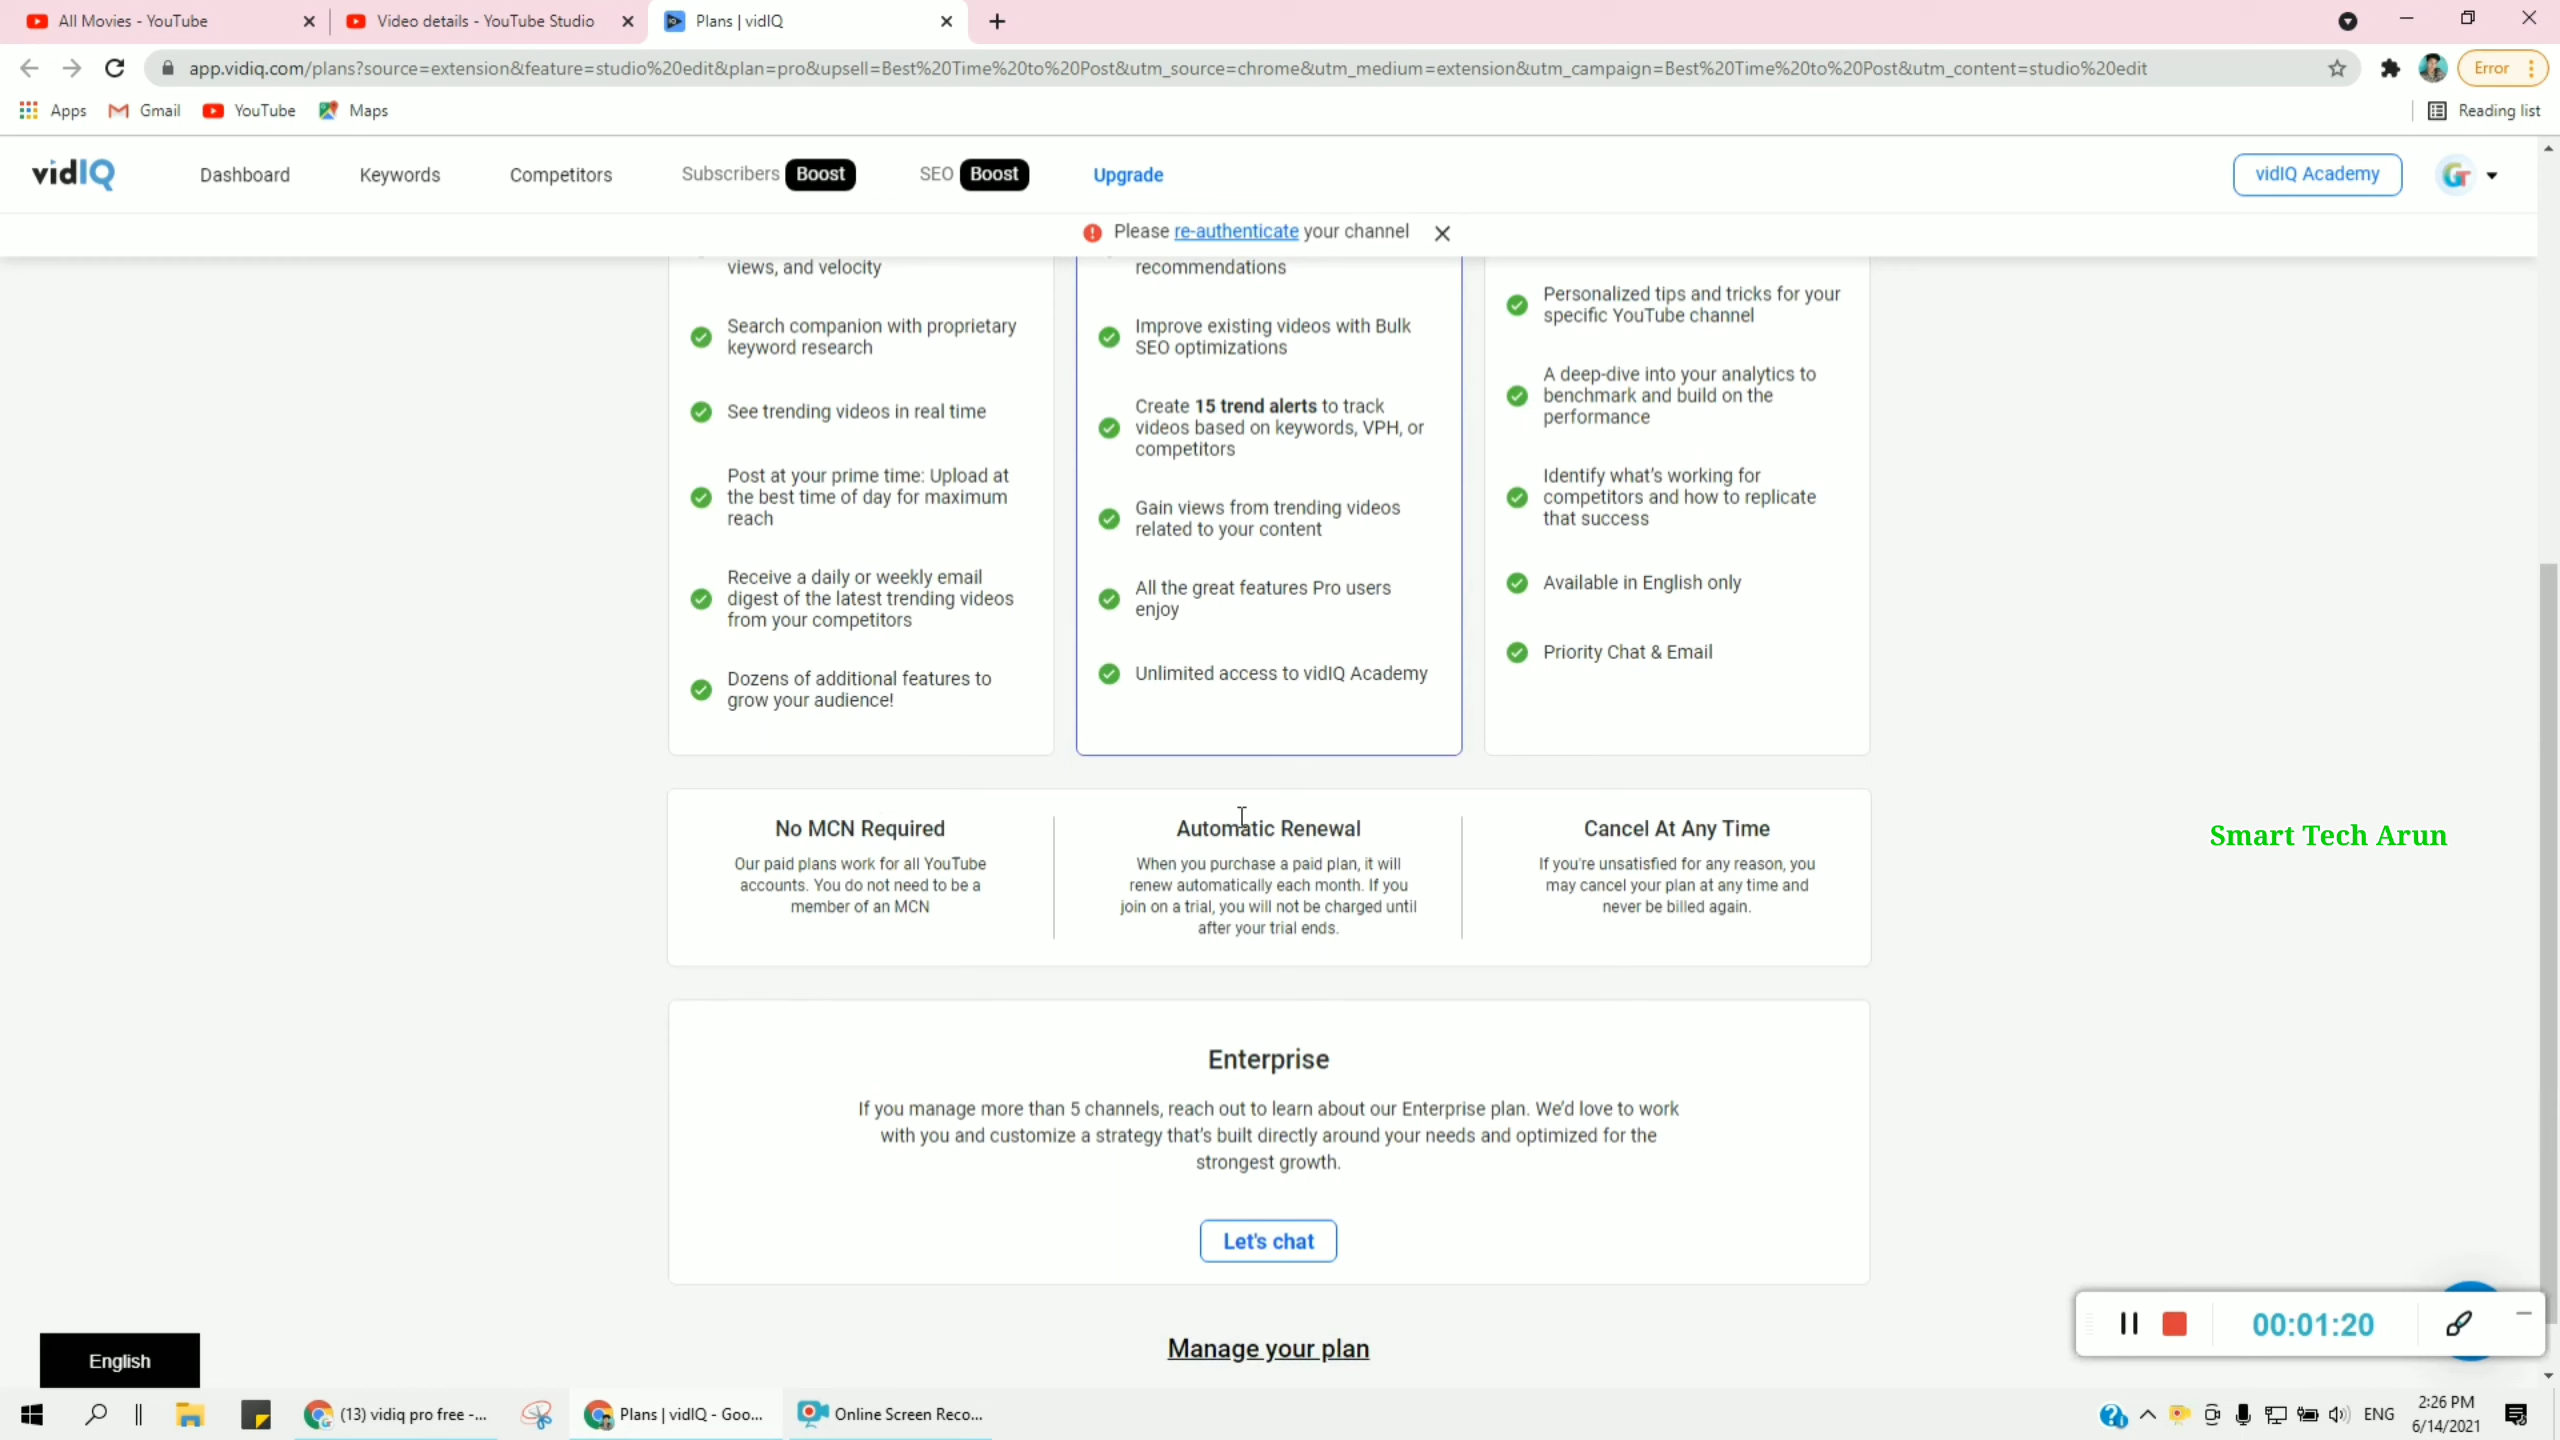 All Movies - YouTube
Video details - YouTube Studio
Plans | vidIQ
app.vidiq.com/plans?source=extension&feature=studio%20edit&plan=pro&upsell=Best%20Time%20to%20Post&utm_source=chrome&utm_medium=extension&utm_campaign=Best%20Time%20to%20Post&utm_content=studio%20edit
Error
Apps
Gmail
YouTube
Maps
Reading list
vidIQ
Dashboard
Keywords
Competitors
Subscribers Boost
SEO Boost
Upgrade
vidIQ Academy
Please re-authenticate your channel
views, and velocity
Search companion with proprietary
keyword research
See trending videos in real time
Post at your prime time: Upload at
the best time of day for maximum
reach
Receive a daily or weekly email
digest of the latest trending videos
from your competitors
Dozens of additional features to
grow your audience!
recommendations
Improve existing videos with Bulk
SEO optimizations
Create 15 trend alerts to track
videos based on keywords, VPH, or
competitors
Gain views from trending videos
related to your content
All the great features Pro users
enjoy
Unlimited access to vidIQ Academy
Personalized tips and tricks for your
specific YouTube channel
A deep-dive into your analytics to
benchmark and build on the
performance
Identify what's working for
competitors and how to replicate
that success
Available in English only
Priority Chat & Email
No MCN Required
Our paid plans work for all YouTube
accounts. You do not need to be a
member of an MCN
Automatic Renewal
When you purchase a paid plan, it will
renew automatically each month. If you
join on a trial, you will not be charged until
after your trial ends.
Cancel At Any Time
If you're unsatisfied for any reason, you
may cancel your plan at any time and
never be billed again.
Smart Tech Arun
Enterprise
If you manage more than 5 channels, reach out to learn about our Enterprise plan. We'd love to work
with you and customize a strategy that's built directly around your needs and optimized for the
strongest growth.
Let's chat
Manage your plan
00:01:20
English
(13) vidiq pro free -...
Plans | vidIQ - Goo...
Online Screen Reco...
ENG
2:26 PM
6/14/2021